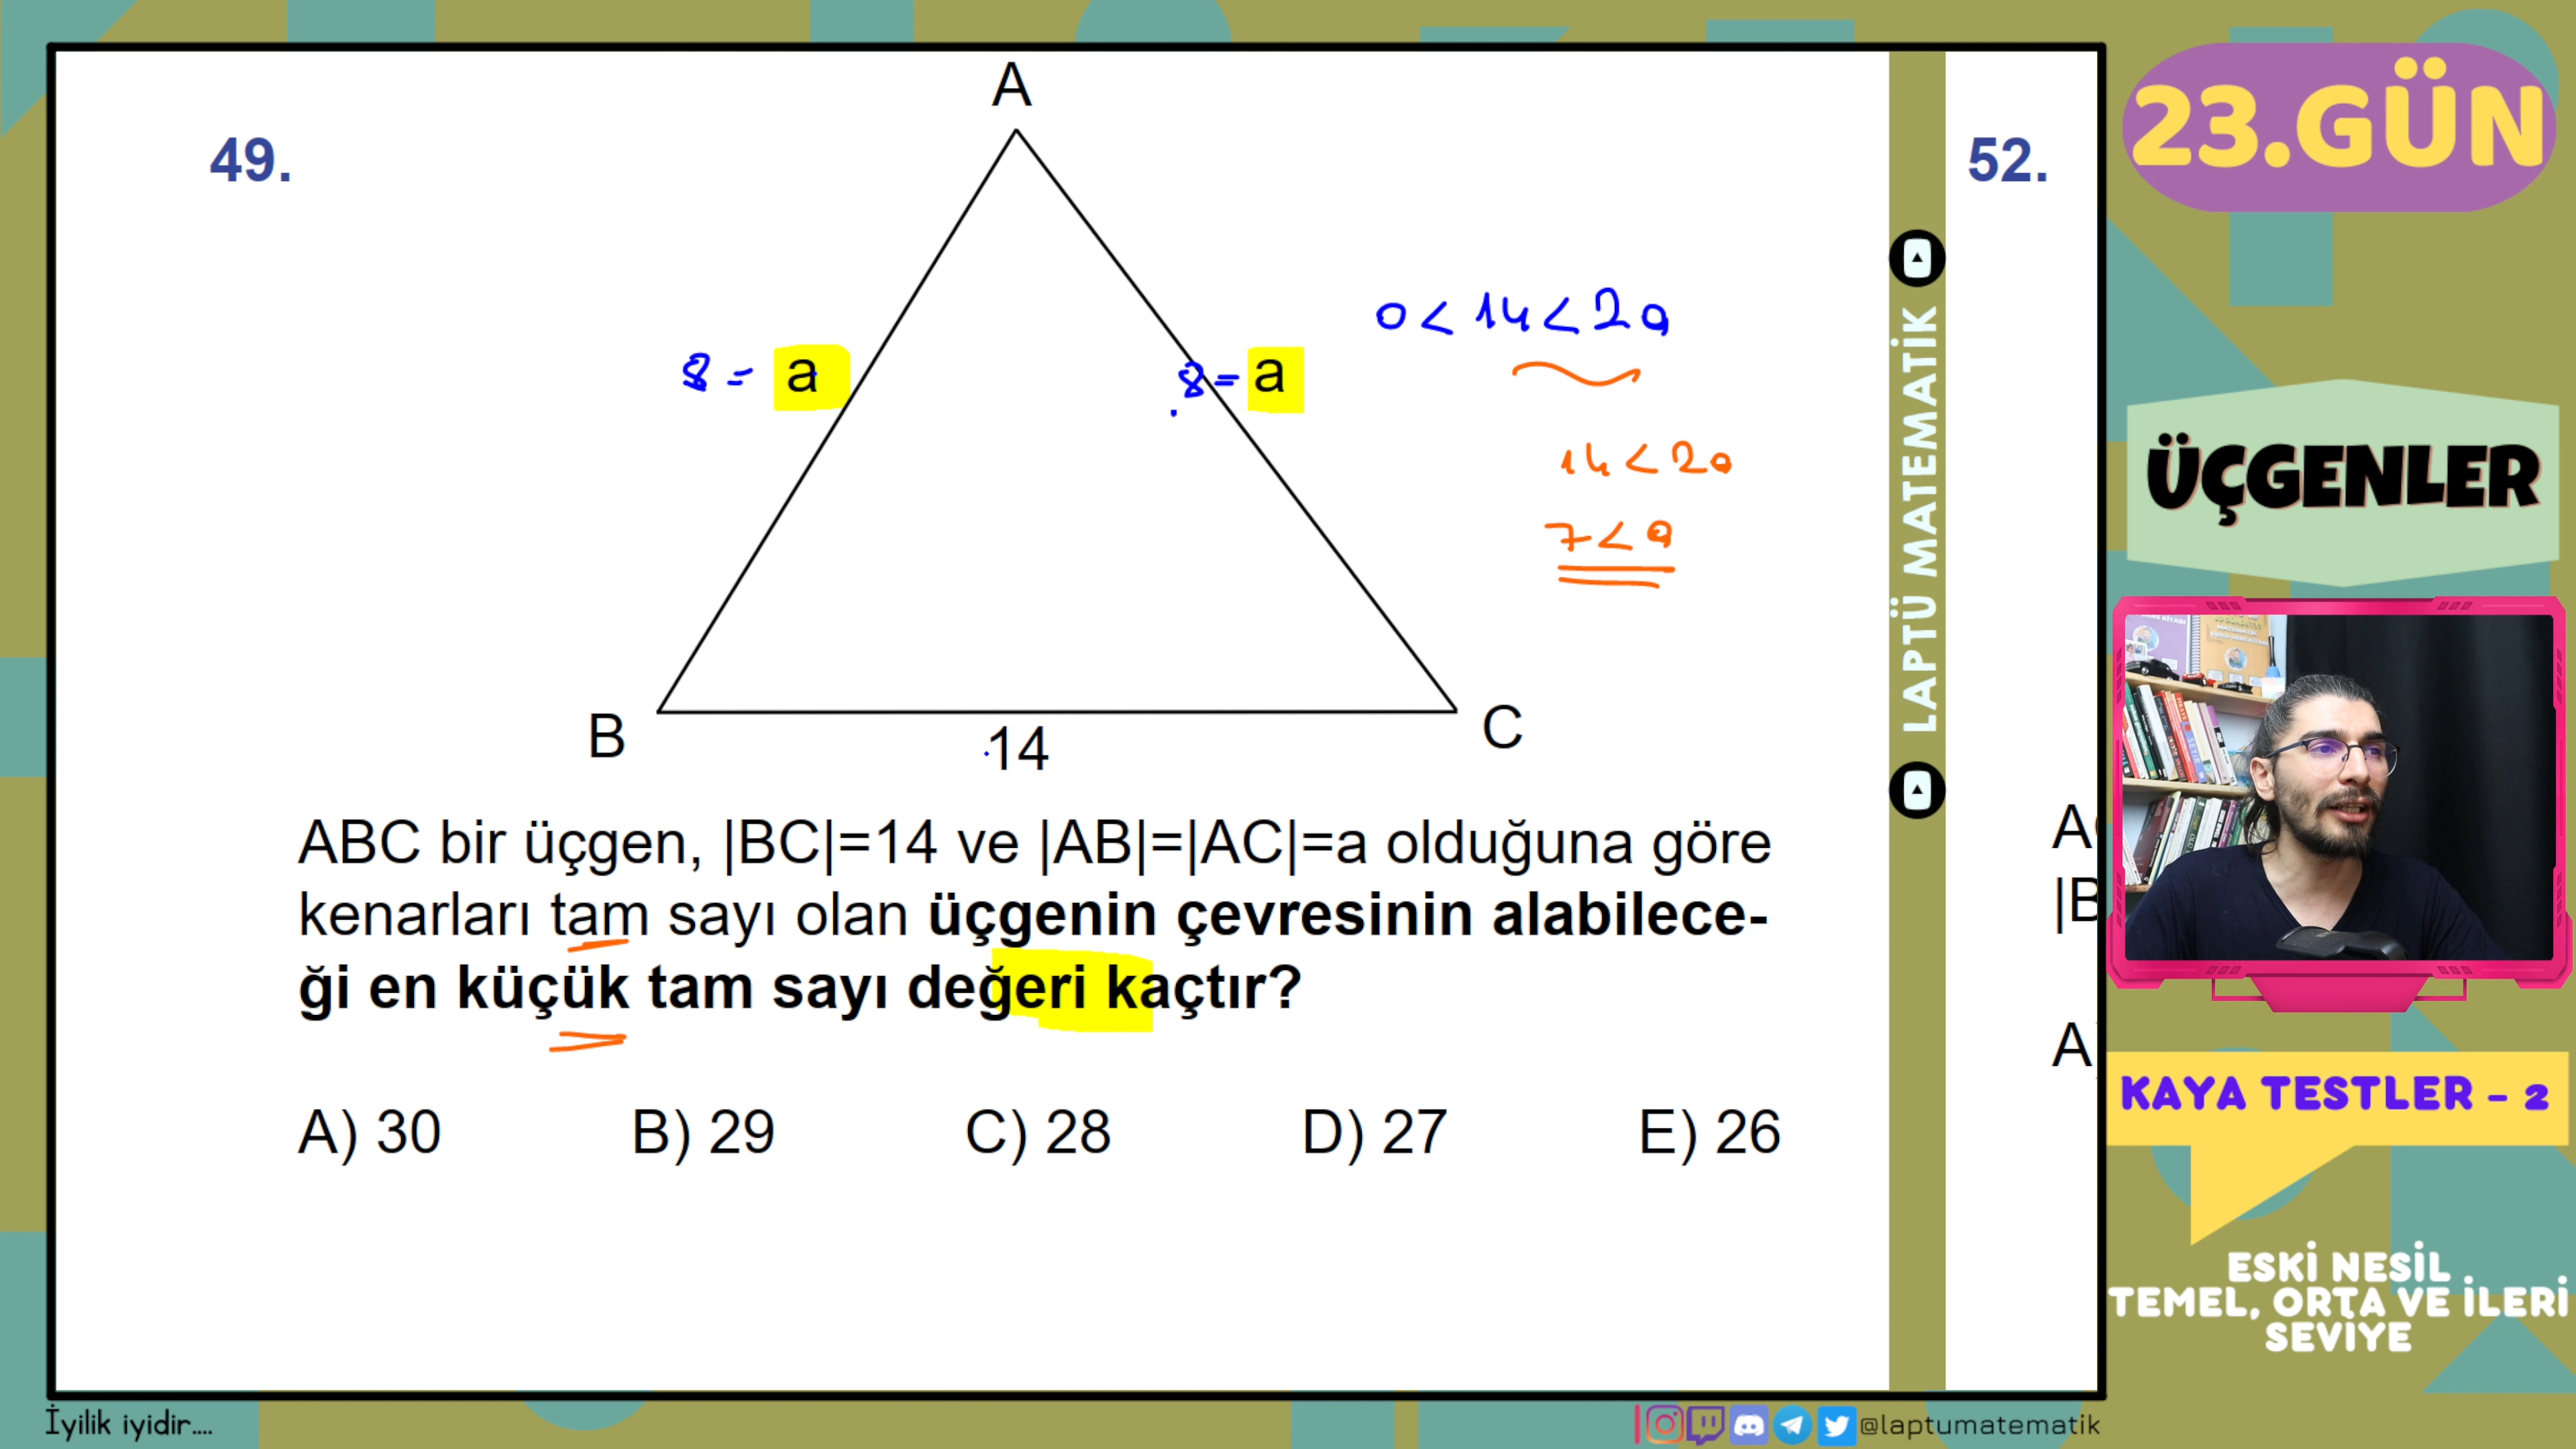 A
49.
8 = a
8 = a
0 < 14 < 2a
14 < 2a
7 < a
B
C
14
ABC bir üçgen, |BC|=14 ve |AB|=|AC|=a olduğuna göre
kenarları tam sayı olan üçgenin çevresinin alabilece-
ği en küçük tam sayı değeri kaçtır?
A) 30 B) 29 C) 28 D) 27 E) 26
LAPTÜ MATEMATİK
52.
A
|B
A
23.GÜN
ÜÇGENLER
KAYA TESTLER - 2
ESKİ NESİL
TEMEL, ORTA VE İLERİ
SEVİYE
İyilik iyidir....
@laptumatematik